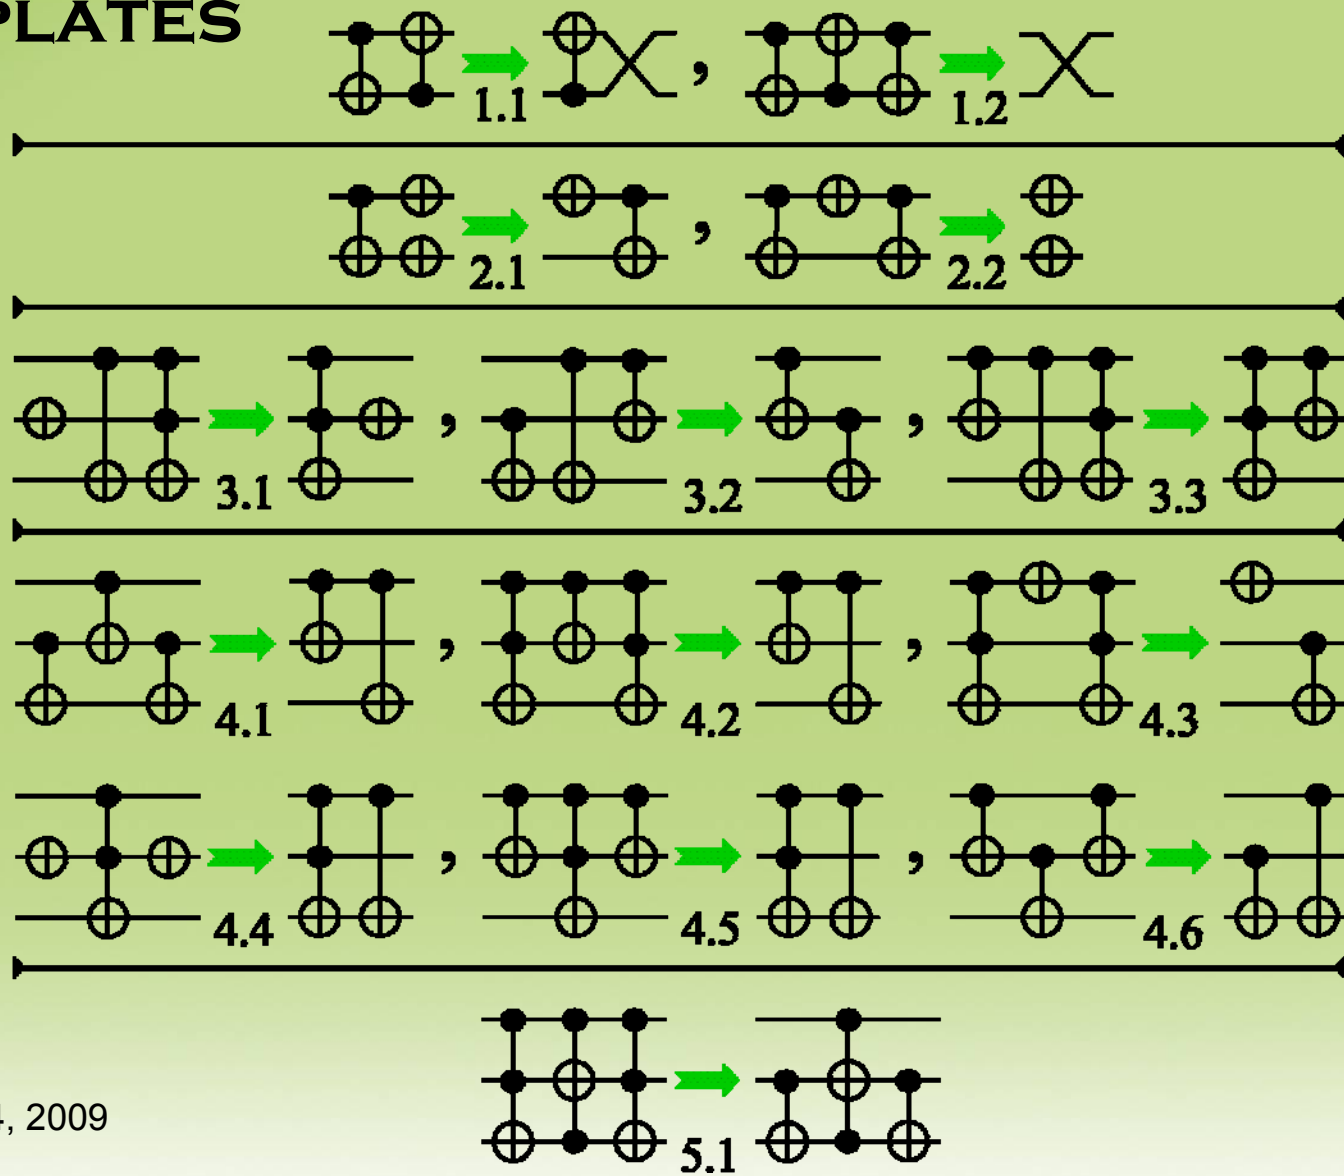 PLATES
1.1 , 1.2
2.1 , 2.2
3.1 , 3.2 , 3.3
4.1 , 4.2 , 4.3
4.4 , 4.5 , 4.6
, 2009
5.1